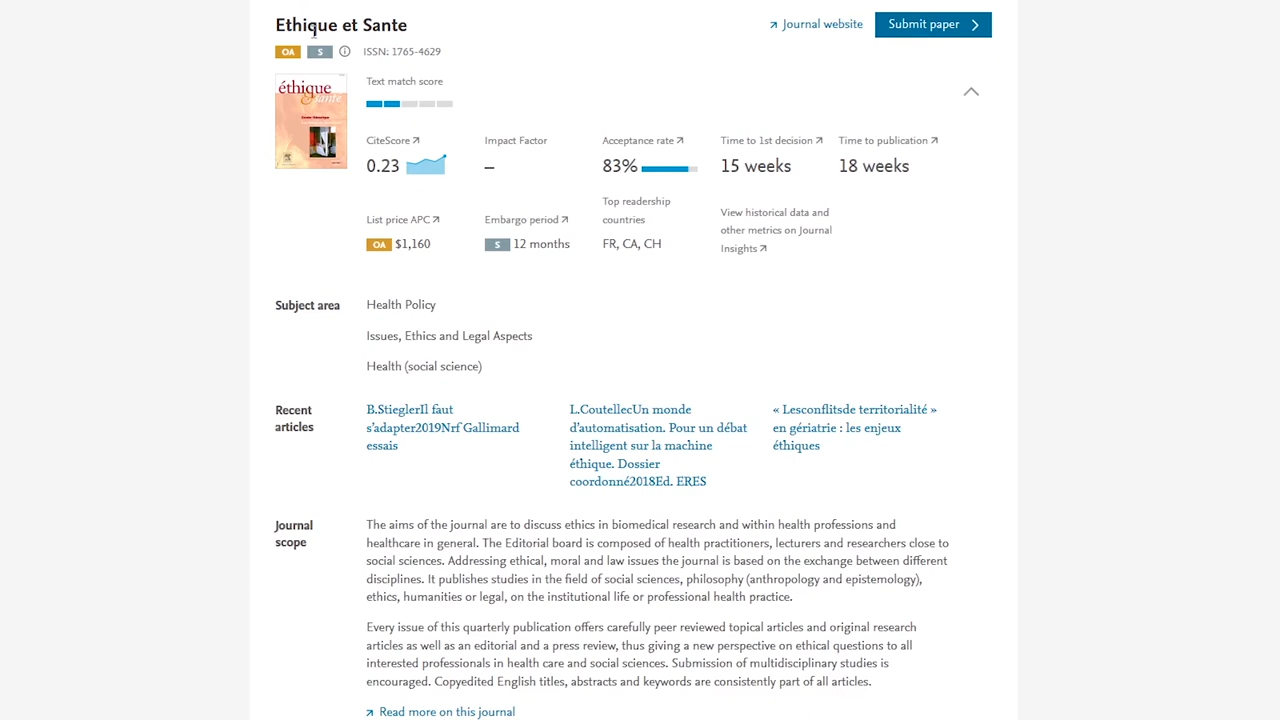 Ethique et Sante
Journal website
Submit paper
OA S ISSN: 1765-4629
éthique
& santé
Text match score
CiteScore
0.23
Impact Factor
–
Acceptance rate
83%
Time to 1st decision
15 weeks
Time to publication
18 weeks
List price APC
OA $1,160
Embargo period
S 12 months
Top readership
countries
FR, CA, CH
View historical data and
other metrics on Journal
Insights
Subject area
Health Policy
Issues, Ethics and Legal Aspects
Health (social science)
Recent
articles
B.StieglerIl faut
s'adapter2019Nrf Gallimard
essais
L.CoutellecUn monde
d'automatisation. Pour un débat
intelligent sur la machine
éthique. Dossier
coordonné2018Ed. ERES
« Lesconflitsde territorialité »
en gériatrie : les enjeux
éthiques
Journal
scope
The aims of the journal are to discuss ethics in biomedical research and within health professions and
healthcare in general. The Editorial board is composed of health practitioners, lecturers and researchers close to
social sciences. Addressing ethical, moral and law issues the journal is based on the exchange between different
disciplines. It publishes studies in the field of social sciences, philosophy (anthropology and epistemology),
ethics, humanities or legal, on the institutional life or professional health practice.
Every issue of this quarterly publication offers carefully peer reviewed topical articles and original research
articles as well as an editorial and a press review, thus giving a new perspective on ethical questions to all
interested professionals in health care and social sciences. Submission of multidisciplinary studies is
encouraged. Copyedited English titles, abstracts and keywords are consistently part of all articles.
Read more on this journal